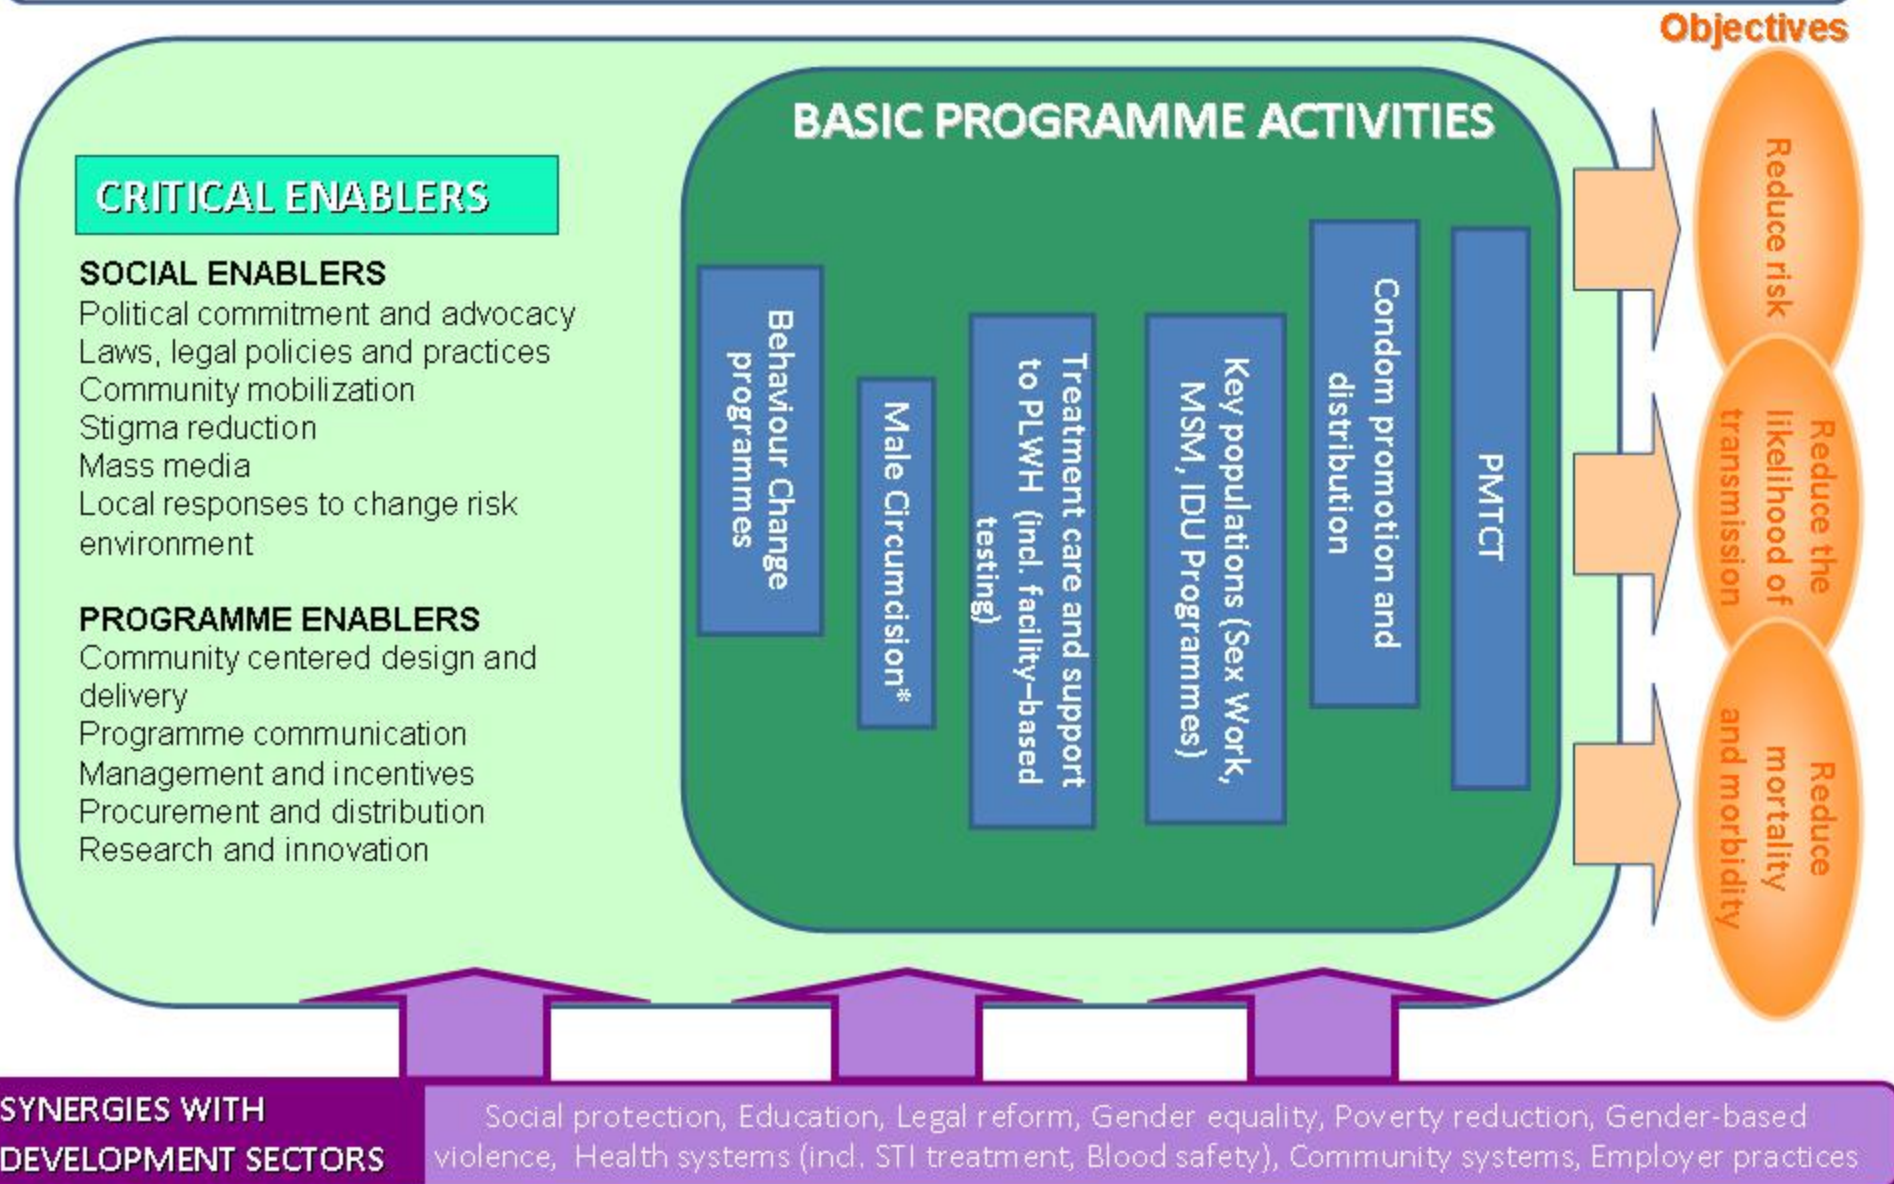 Objectives
BASIC PROGRAMME ACTIVITIES
CRITICAL ENABLERS
SOCIAL ENABLERS
Political commitment and advocacy
Laws, legal policies and practices
Community mobilization
Stigma reduction
Mass media
Local responses to change risk
environment
PROGRAMME ENABLERS
Community centered design and
delivery
Programme communication
Management and incentives
Procurement and distribution
Research and innovation
Behaviour Change
programmes
Male Circumcision*
Treatment care and support
to PLWH (incl. facility–based
testing)
Key populations (Sex Work,
MSM, IDU Programmes)
Condom promotion and
distribution
PMTCT
Reduce risk
Reduce the
likelihood of
transmission
Reduce
mortality
and morbidity
SYNERGIES WITH
DEVELOPMENT SECTORS
Social protection, Education, Legal reform, Gender equality, Poverty reduction, Gender-based
violence, Health systems (incl. STI treatment, Blood safety), Community systems, Employer practices